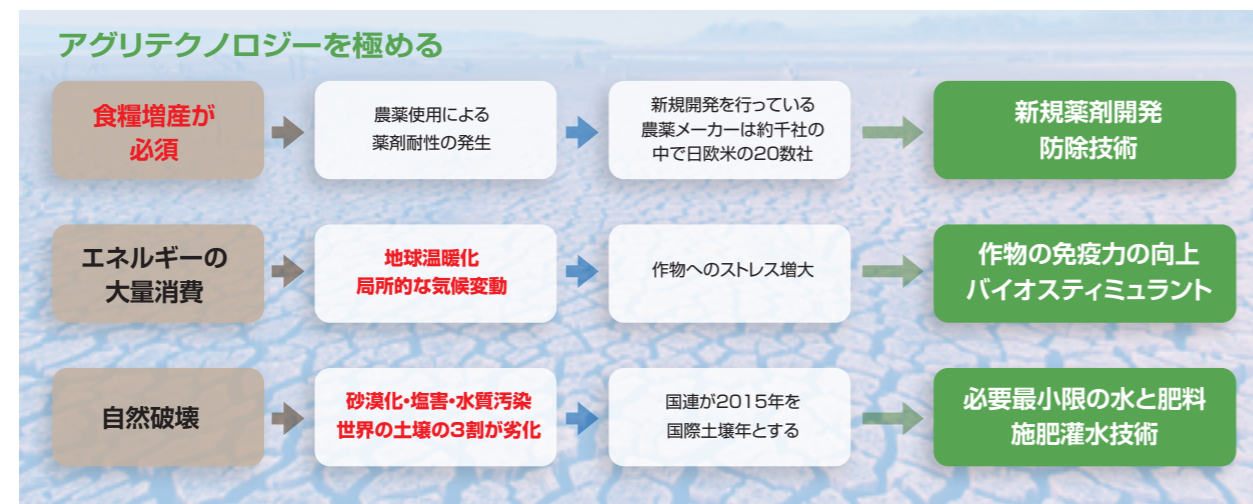 アグリテクノロジーを極める
食糧増産が
必須
農薬使用による
薬剤耐性の発生
新規開発を行っている
農薬メーカーは約千社の
中で日欧米の20数社
新規薬剤開発
防除技術
エネルギーの
大量消費
地球温暖化
局所的な気候変動
作物へのストレス増大
作物の免疫力の向上
バイオスティミュラント
自然破壊
砂漠化・塩害・水質汚染
世界の土壌の3割が劣化
国連が2015年を
国際土壌年とする
必要最小限の水と肥料
施肥灌水技術